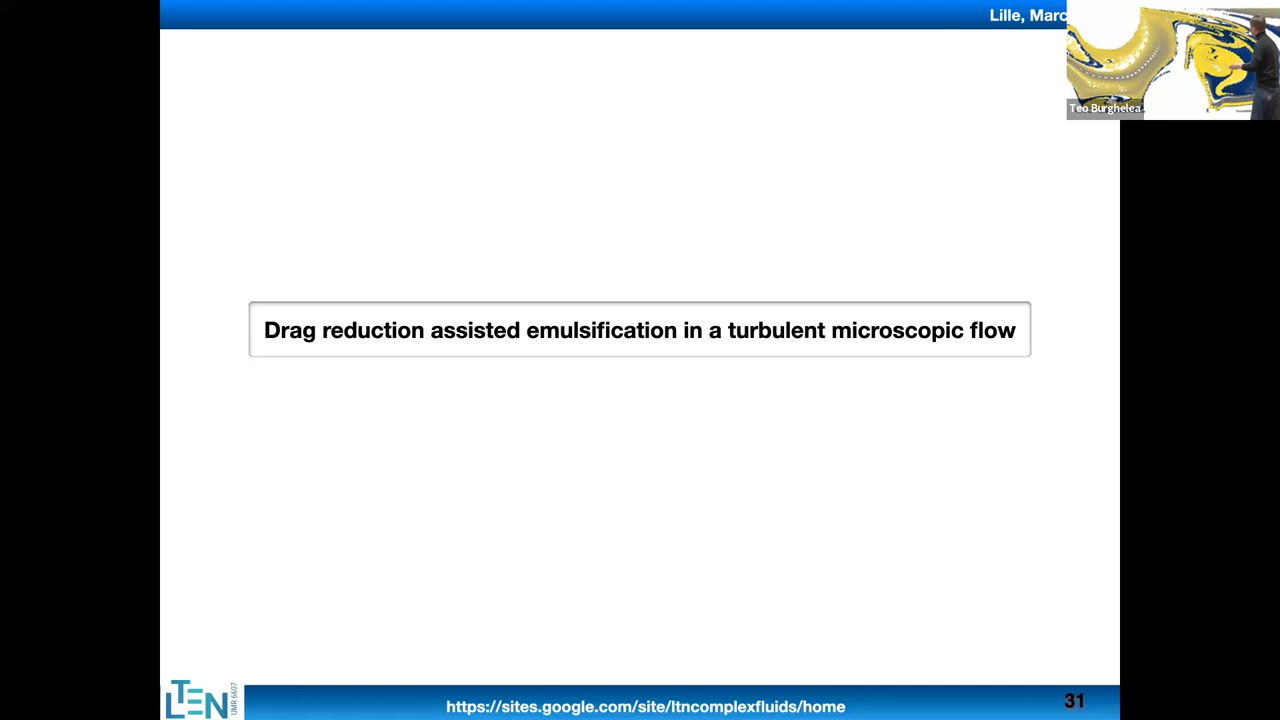 Lille, Marc
Teo Burghelea
Drag reduction assisted emulsification in a turbulent microscopic flow
LTEN
UMR 6607
https://sites.google.com/site/ltncomplexfluids/home
31